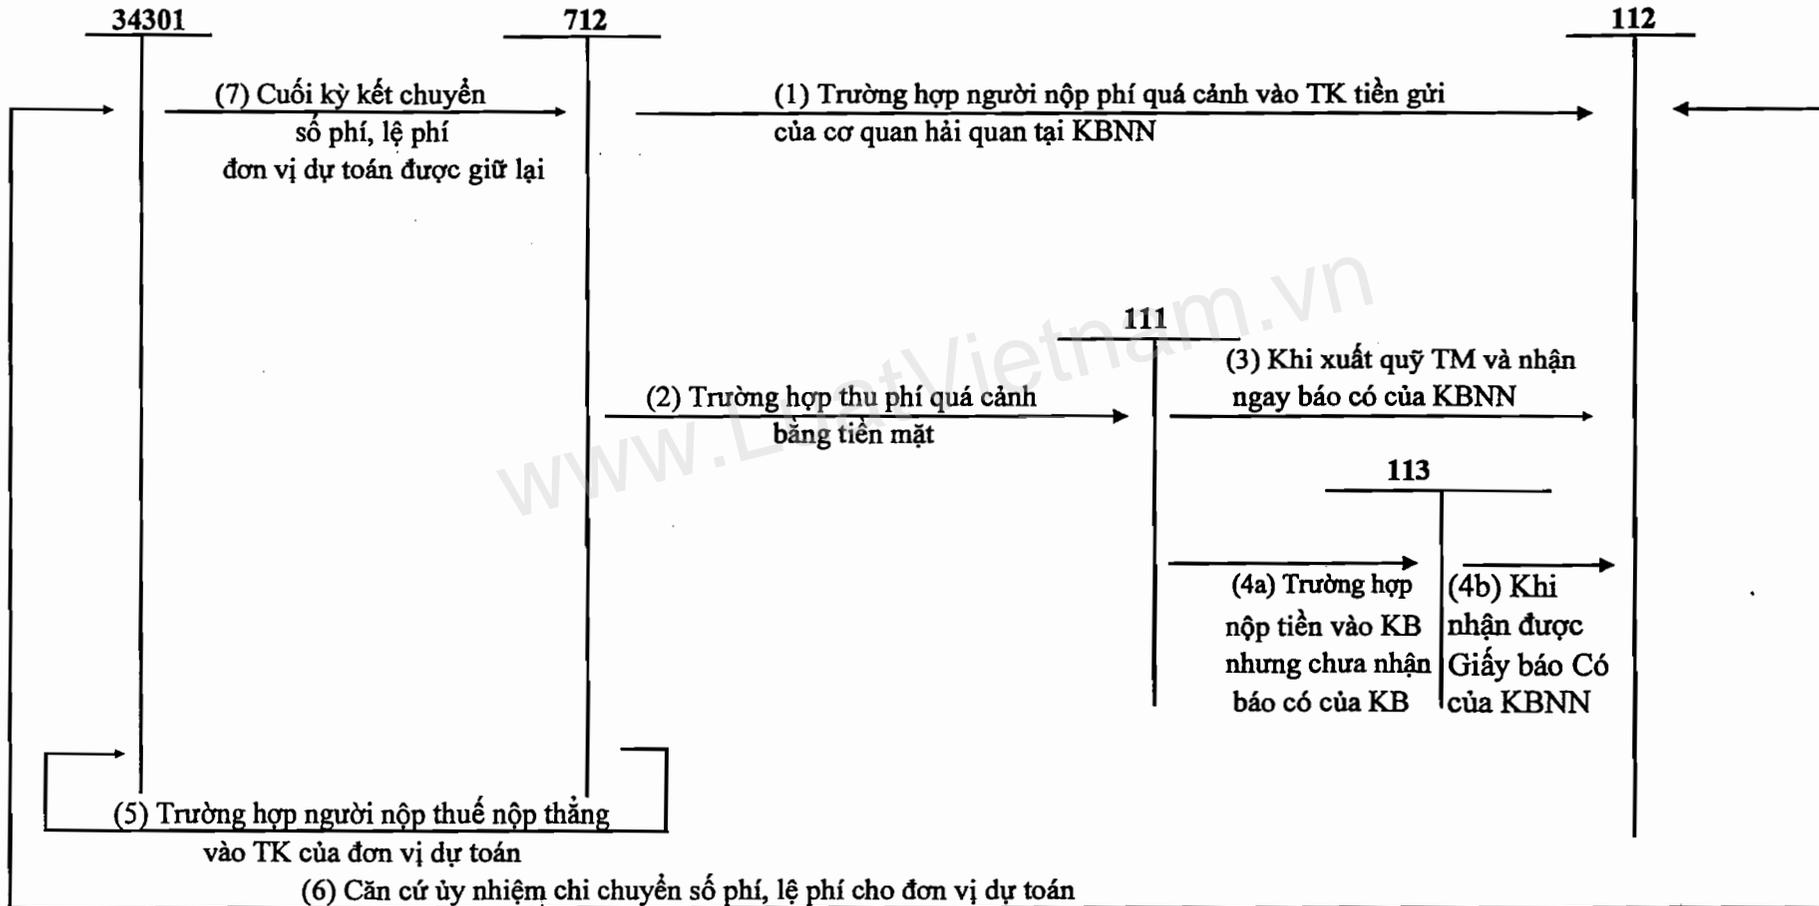 34301
712
112
(7) Cuối kỳ kết chuyển
số phí, lệ phí
đơn vị dự toán được giữ lại
(1) Trường hợp người nộp phí quá cảnh vào TK tiền gửi
của cơ quan hải quan tại KBNN
111
(3) Khi xuất quỹ TM và nhận
ngay báo có của KBNN
(2) Trường hợp thu phí quá cảnh
bằng tiền mặt
113
(4a) Trường hợp
nộp tiền vào KB
nhưng chưa nhận
báo có của KB
(4b) Khi
nhận được
Giấy báo Có
của KBNN
(5) Trường hợp người nộp thuế nộp thẳng
vào TK của đơn vị dự toán
(6) Căn cứ ủy nhiệm chi chuyển số phí, lệ phí cho đơn vị dự toán
www.LuatVietnam.vn